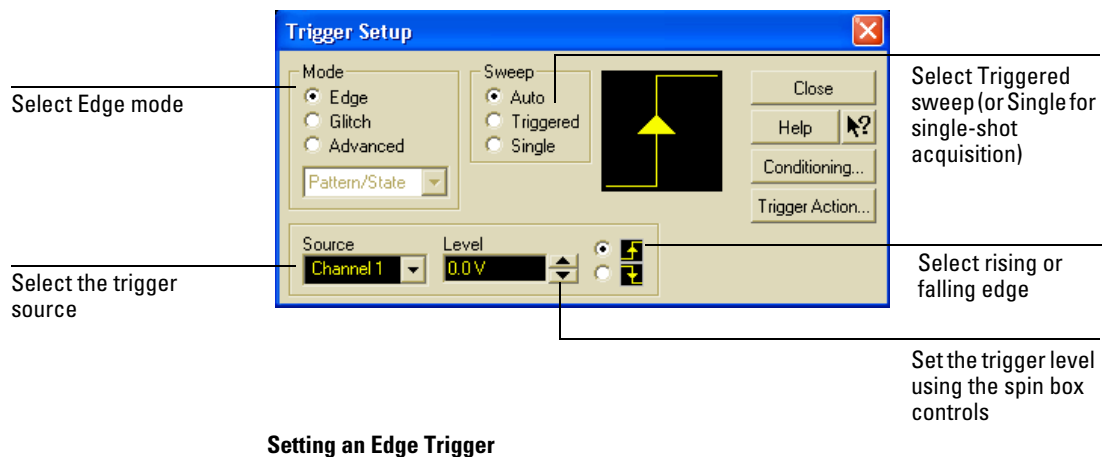 Trigger Setup
Mode
Edge
Glitch
Advanced
Pattern/State
Sweep
Auto
Triggered
Single
Close
Help
?
Conditioning...
Trigger Action...
Source
Channel 1
Level
0.0 V
Select Edge mode
Select the trigger
source
Select Triggered
sweep (or Single for
single-shot
acquisition)
Select rising or
falling edge
Set the trigger level
using the spin box
controls
Setting an Edge Trigger